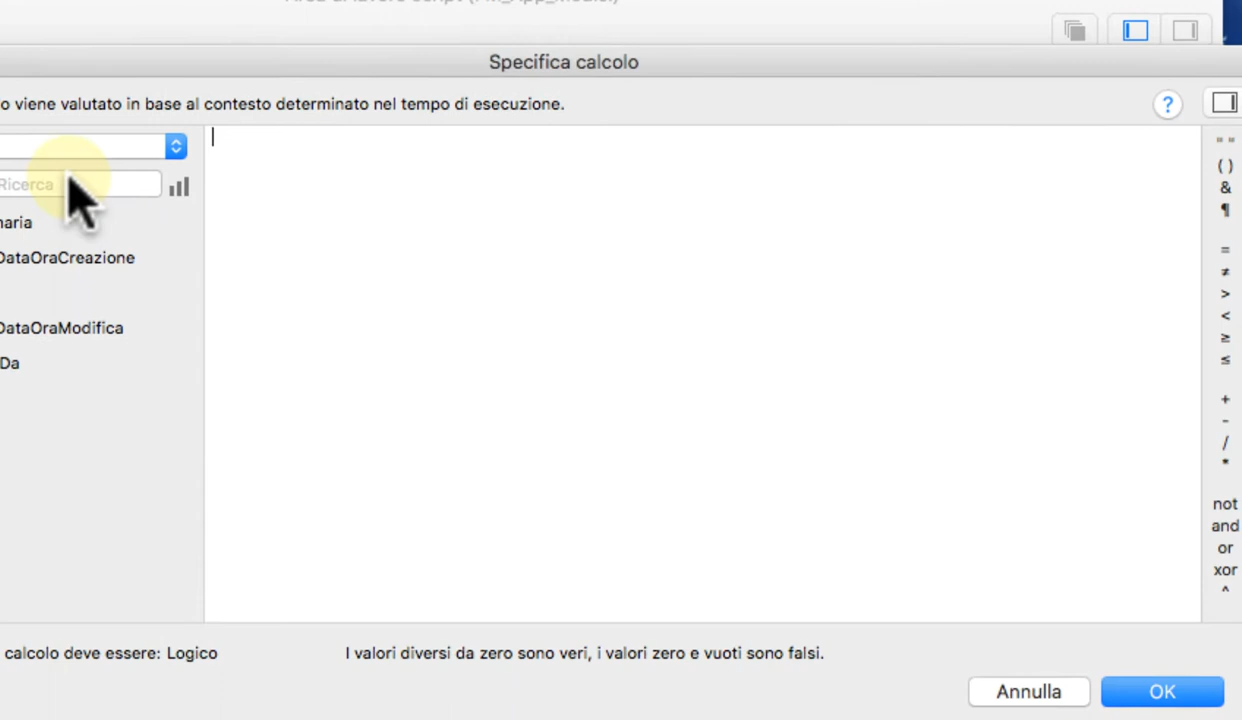 Specifica calcolo
o viene valutato in base al contesto determinato nel tempo di esecuzione.
?
Ricerca
naria
DataOraCreazione
DataOraModifica
Da
" "
( )
&
¶
=
≠
>
<
≥
≤
+
-
/
*
not
and
or
xor
^
calcolo deve essere: Logico
I valori diversi da zero sono veri, i valori zero e vuoti sono falsi.
Annulla
OK